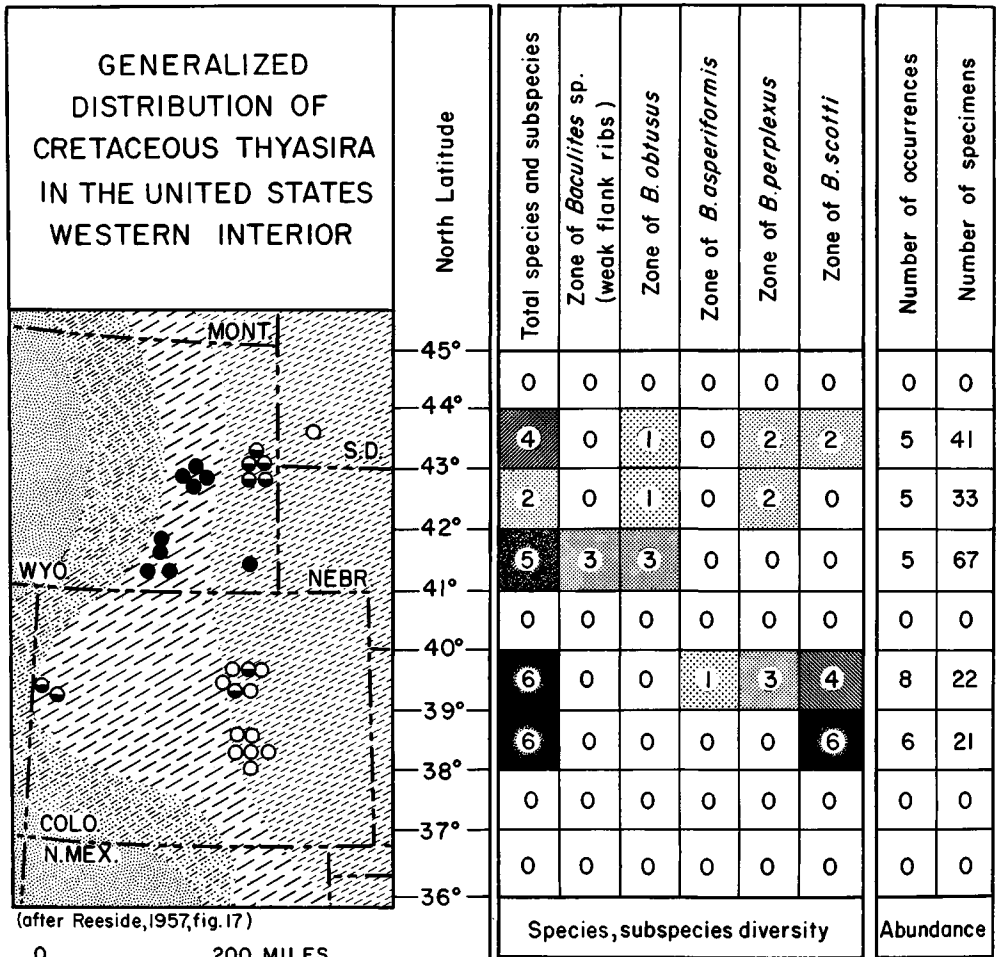 GENERALIZED
DISTRIBUTION OF
CRETACEOUS THYASIRA
IN THE UNITED STATES
WESTERN INTERIOR
North Latitude
Total species and subspecies
Zone of Baculites sp.
(weak flank ribs)
Zone of B. obtusus
Zone of B. asperiformis
Zone of B. perplexus
Zone of B. scotti
Number of occurrences
Number of specimens
MONT.
S.D.
WYO.
NEBR.
COLO.
N.MEX.
45°
0 0 0 0 0 0 0 0
44°
4 0 1 0 2 2 5 41
43°
2 0 1 0 2 0 5 33
42°
5 3 3 0 0 0 5 67
41°
0 0 0 0 0 0 0 0
40°
6 0 0 1 3 4 8 22
39°
6 0 0 0 0 6 6 21
38°
0 0 0 0 0 0 0 0
37°
0 0 0 0 0 0 0 0
36°
(after Reeside, 1957, fig. 17)
0 200 MILES
Species, subspecies diversity
Abundance